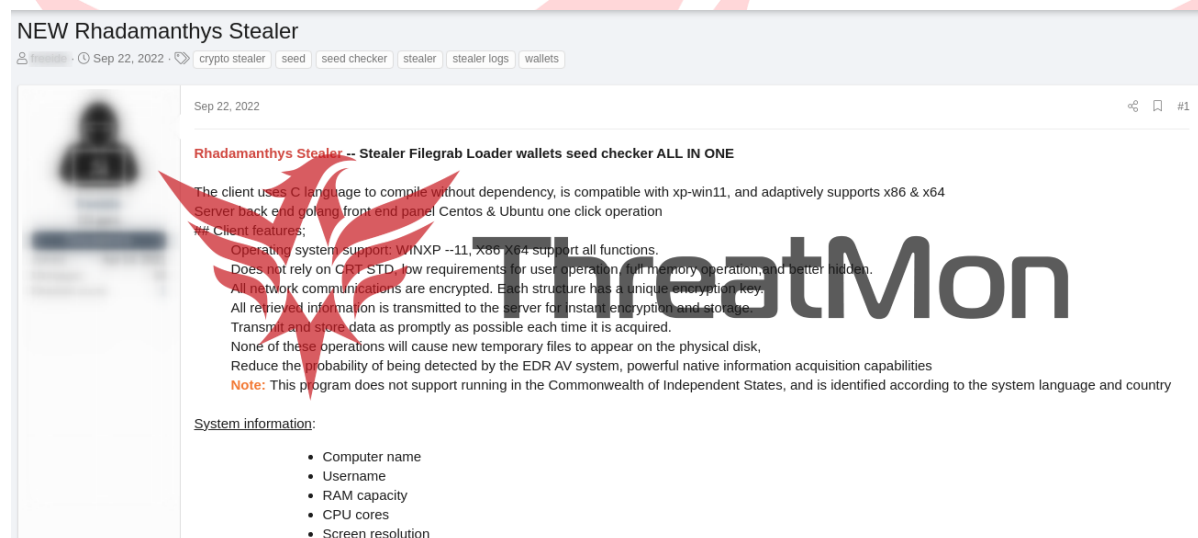 NEW Rhadamanthys Stealer
Sep 22, 2022 · crypto stealer seed seed checker stealer stealer logs wallets
Sep 22, 2022 #1
Rhadamanthys Stealer -- Stealer Filegrab Loader wallets seed checker ALL IN ONE
The client uses C language to compile without dependency, is compatible with xp-win11, and adaptively supports x86 & x64
Server back end golang front end panel Centos & Ubuntu one click operation
## Client features;
Operating system support: WINXP --11, X86 X64 support all functions.
Does not rely on CRT STD, low requirements for user operation, full memory operation,and better hidden.
All network communications are encrypted. Each structure has a unique encryption key.
All retrieved information is transmitted to the server for instant encryption and storage.
Transmit and store data as promptly as possible each time it is acquired.
None of these operations will cause new temporary files to appear on the physical disk,
Reduce the probability of being detected by the EDR AV system, powerful native information acquisition capabilities
Note: This program does not support running in the Commonwealth of Independent States, and is identified according to the system language and country
ThreatMon
System information:
• Computer name
• Username
• RAM capacity
• CPU cores
• Screen resolution